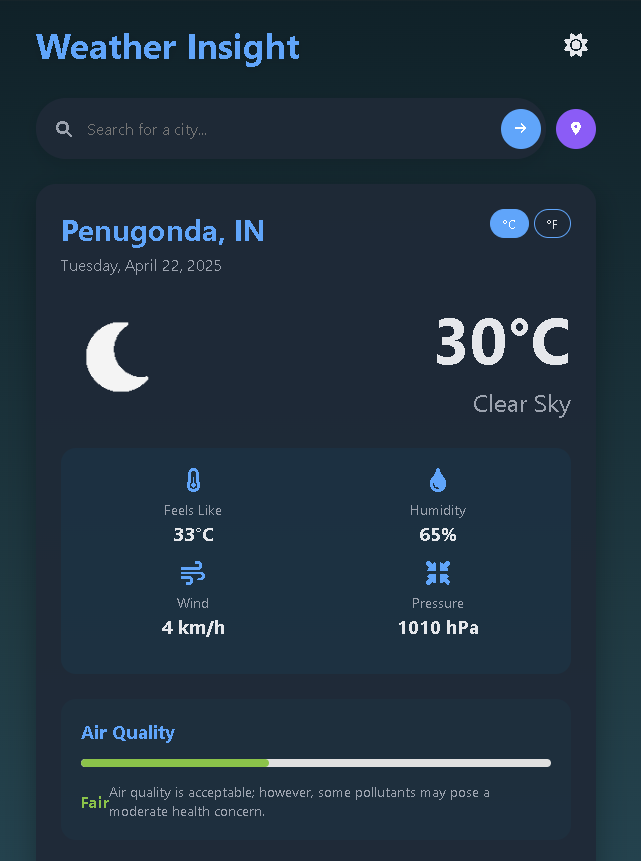 Weather Insight
Search for a city...
Penugonda, IN
°C °F
Tuesday, April 22, 2025
30°C
Clear Sky
Feels Like Humidity
33°C 65%
Wind Pressure
4 km/h 1010 hPa
Air Quality
Fair Air quality is acceptable; however, some pollutants may pose a
moderate health concern.